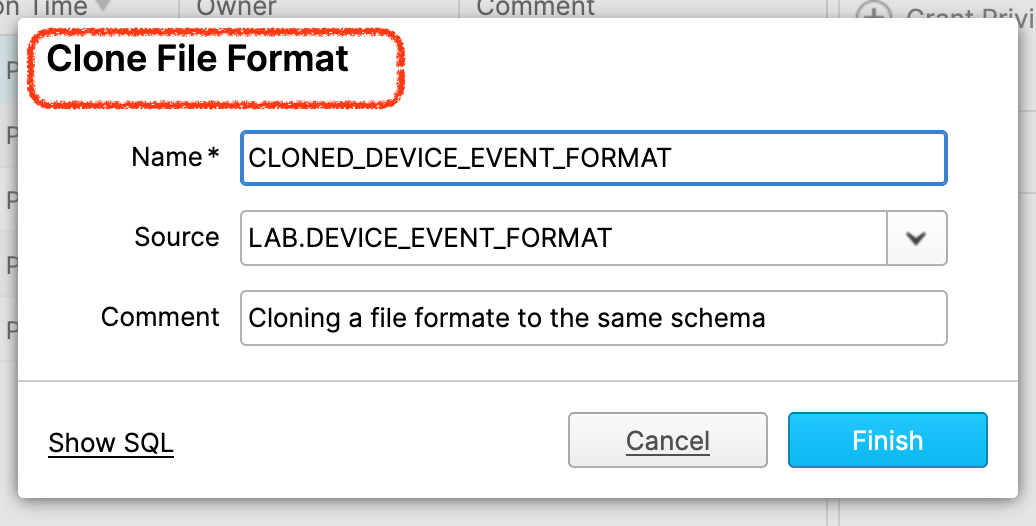 on Time Owner Comment
Grant Privi
Clone File Format
Name*
CLONED_DEVICE_EVENT_FORMAT
Source
LAB.DEVICE_EVENT_FORMAT
Comment
Cloning a file formate to the same schema
Show SQL
Cancel
Finish